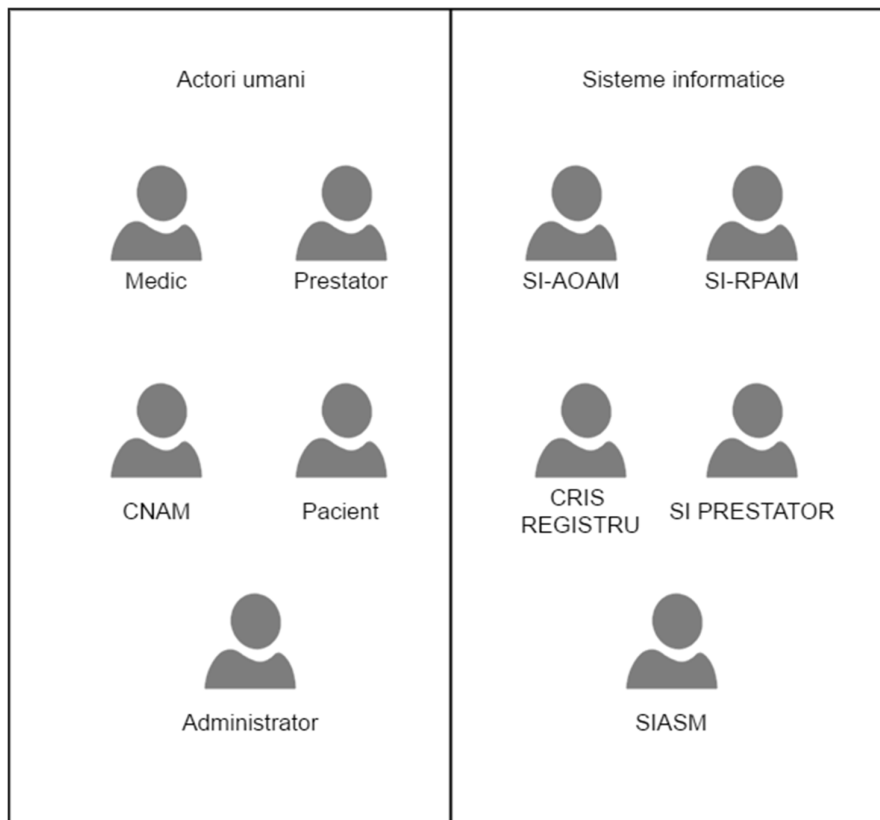 Actori umani
Sisteme informatice
Medic
Prestator
SI-AOAM
SI-RPAM
CNAM
Pacient
CRIS
REGISTRU
SI PRESTATOR
Administrator
SIASM